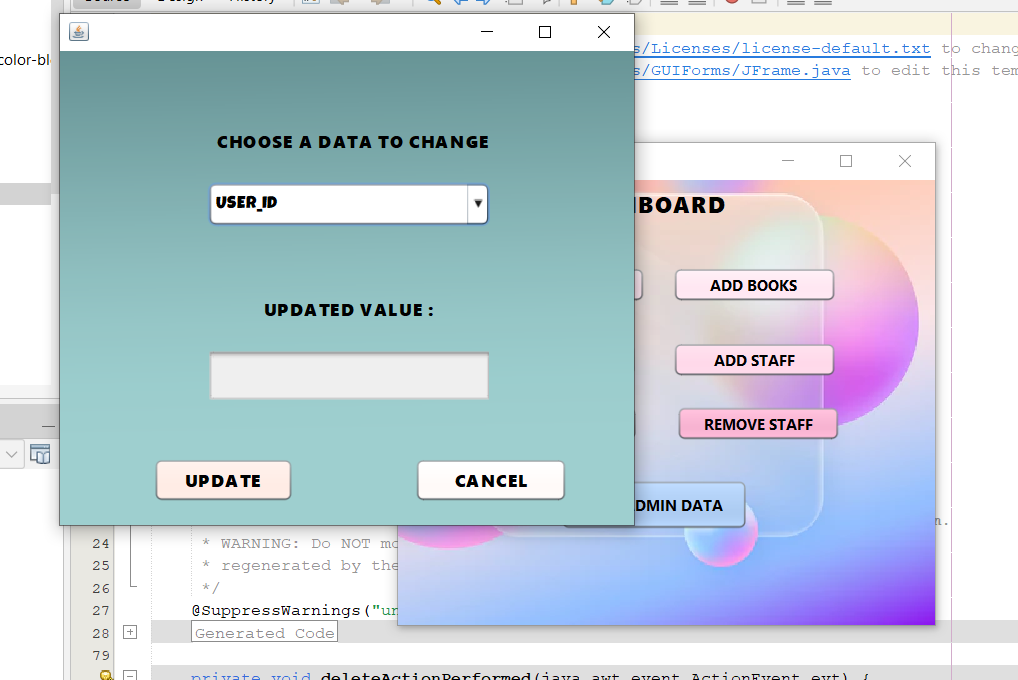 Source Design History
s/Licenses/license-default.txt to chang
color-bl
s/GUIForms/JFrame.java to edit this tem
CHOOSE A DATA TO CHANGE
USER_ID
BOARD
ADD BOOKS
UPDATED VALUE :
ADD STAFF
REMOVE STAFF
UPDATE
CANCEL
DMIN DATA
n.
24 * WARNING: Do NOT mo
25 * regenerated by the
26 */
27 @SuppressWarnings("un
28 Generated Code
79
private void deleteActionPerformed(java.awt.event.ActionEvent evt) {